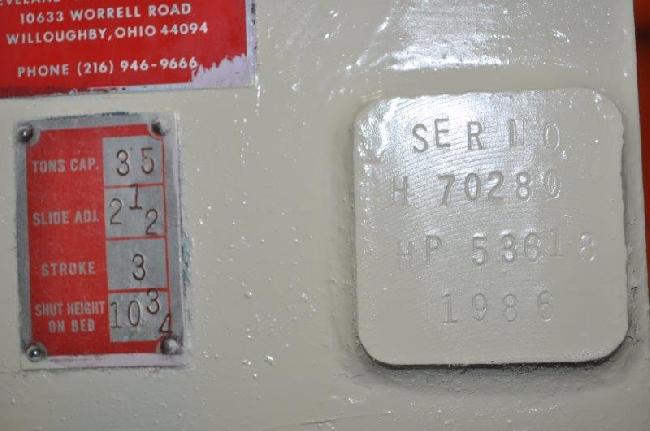 10633 WORRELL ROAD
WILLOUGHBY, OHIO 44094
PHONE (216) 946-9666
TONS CAP. 35
SLIDE ADJ. 2 1/2
STROKE 3
SHUT HEIGHT ON BED 10 3/4
SER NO
H 70280
HP 53618
1986